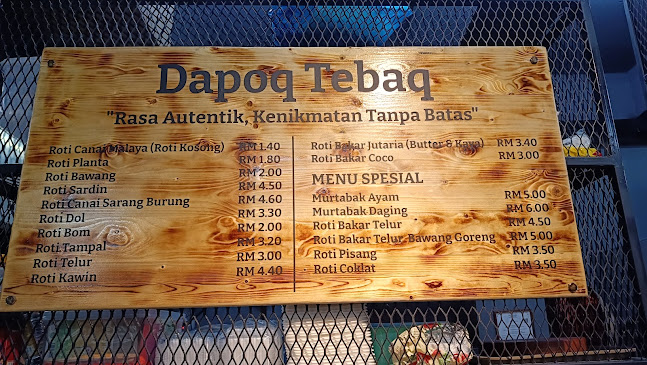 Dapoq Tebaq
"Rasa Autentik, Kenikmatan Tanpa Batas"
Roti Canai Malaya (Roti Kosong) RM 1.40
Roti Planta RM 1.80
Roti Bawang RM 2.00
Roti Sardin RM 4.50
Roti Canai Sarang Burung RM 4.60
Roti Dol RM 3.30
Roti Bom RM 2.00
Roti Tampal RM 3.20
Roti Telur RM 3.00
Roti Kawin RM 4.40
Roti Bakar Jutaria (Butter & Kaya) RM 3.40
Roti Bakar Coco RM 3.00
MENU SPESIAL
Murtabak Ayam RM 5.00
Murtabak Daging RM 6.00
Roti Bakar Telur RM 4.50
Roti Bakar Telur, Bawang Goreng RM 5.00
Roti Pisang RM 3.50
Roti Coklat RM 3.50